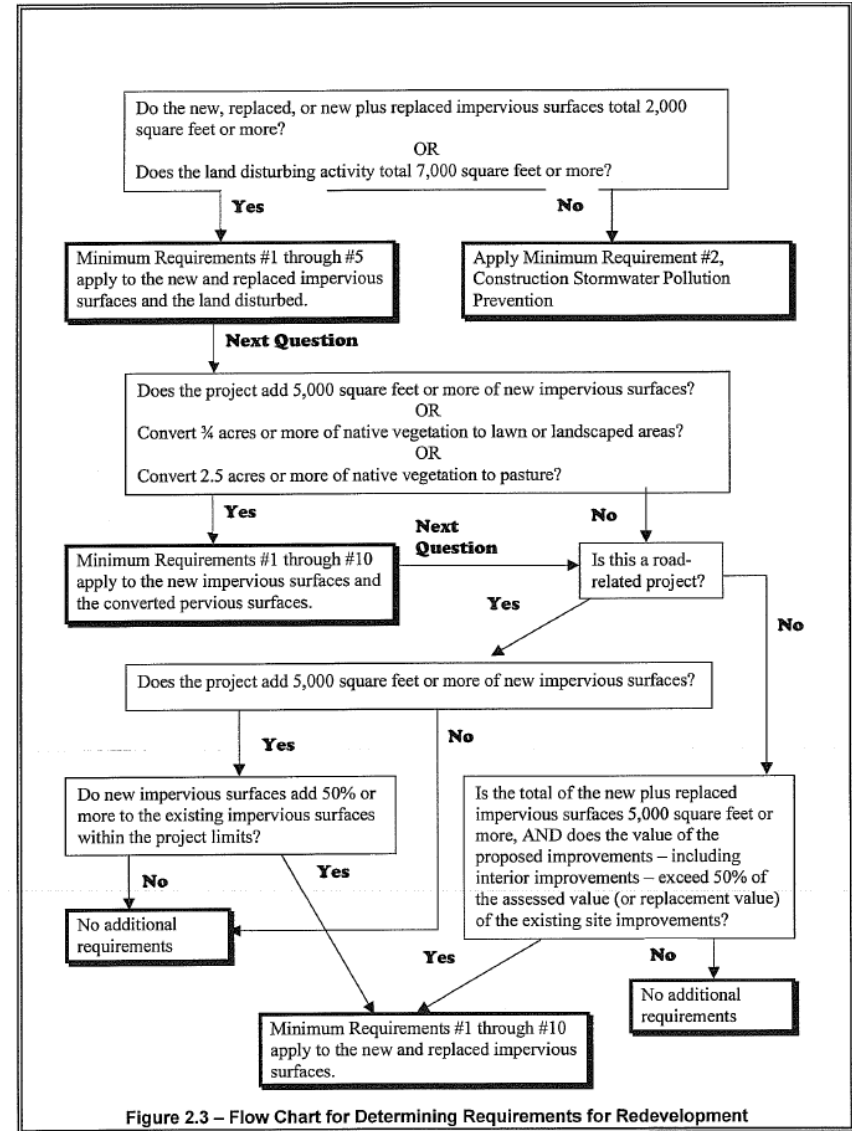 Do the new, replaced, or new plus replaced impervious surfaces total 2,000
square feet or more?
OR
Does the land disturbing activity total 7,000 square feet or more?
Yes
No
Minimum Requirements #1 through #5
apply to the new and replaced impervious
surfaces and the land disturbed.
Apply Minimum Requirement #2,
Construction Stormwater Pollution
Prevention
Next Question
Does the project add 5,000 square feet or more of new impervious surfaces?
OR
Convert ¾ acres or more of native vegetation to lawn or landscaped areas?
OR
Convert 2.5 acres or more of native vegetation to pasture?
Yes
No
Next
Question
Minimum Requirements #1 through #10
apply to the new impervious surfaces and
the converted pervious surfaces.
Is this a road-
related project?
Yes
No
Does the project add 5,000 square feet or more of new impervious surfaces?
Yes
No
Do new impervious surfaces add 50% or
more to the existing impervious surfaces
within the project limits?
Is the total of the new plus replaced
impervious surfaces 5,000 square feet or
more, AND does the value of the
proposed improvements – including
interior improvements – exceed 50% of
the assessed value (or replacement value)
of the existing site improvements?
No
Yes
No additional
requirements
Yes
No
No additional
requirements
Minimum Requirements #1 through #10
apply to the new and replaced impervious
surfaces.
Figure 2.3 – Flow Chart for Determining Requirements for Redevelopment